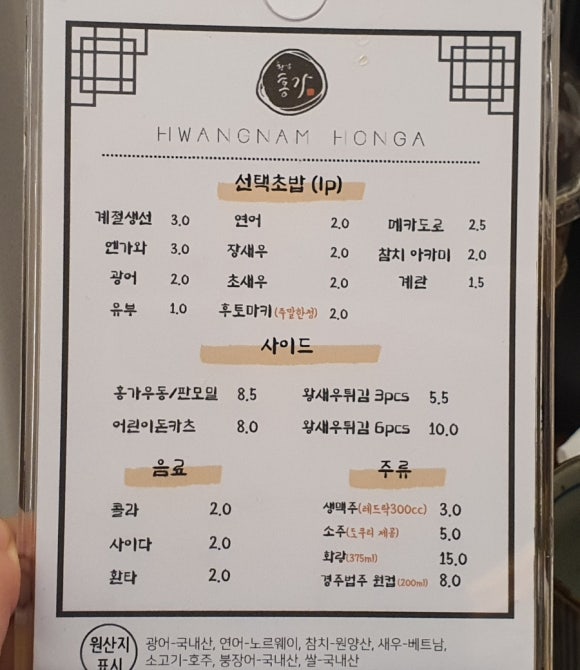 황남
홍가
HWANGNAM HONGA
선택초밥 (1p)
계절생선 3.0 연어 2.0 메카도로 2.5
엔가와 3.0 장새우 2.0 참치 아카미 2.0
광어 2.0 초새우 2.0 계란 1.5
유부 1.0 후토마키(주말한정) 2.0
사이드
홍가우동/판모밀 8.5 왕새우튀김 3pcs 5.5
어린이돈카츠 8.0 왕새우튀김 6pcs 10.0
음료 주류
콜라 2.0 생맥주(레드락300cc) 3.0
사이다 2.0 소주(도쿠리 제공) 5.0
환타 2.0 화랑(375ml) 15.0
경주법주 원컵(200ml) 8.0
원산지 표시
광어-국내산, 연어-노르웨이, 참치-원양산, 새우-베트남,
소고기-호주, 붕장어-국내산, 쌀-국내산